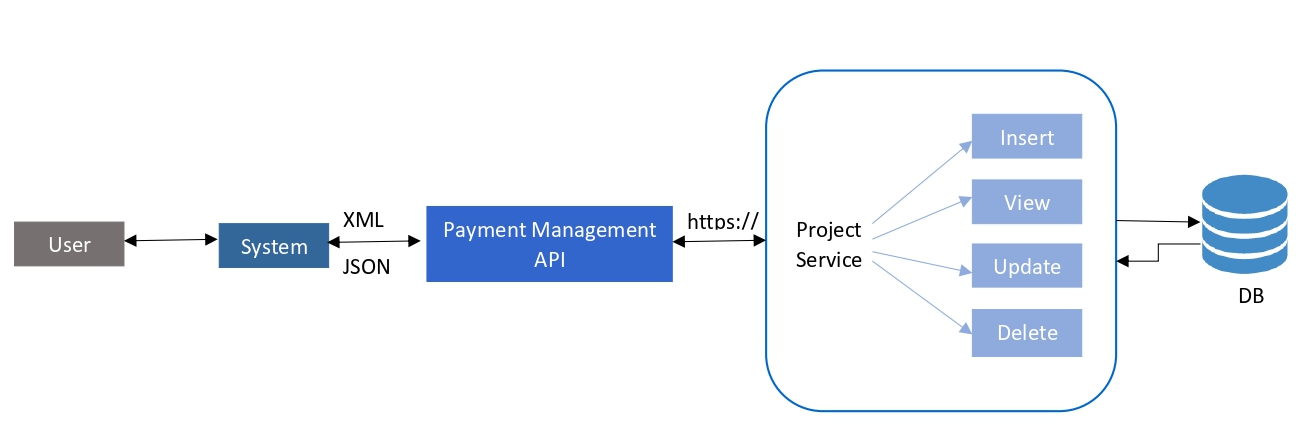 User
System
XML
JSON
Payment Management
API
https://
Project
Service
Insert
View
Update
Delete
DB